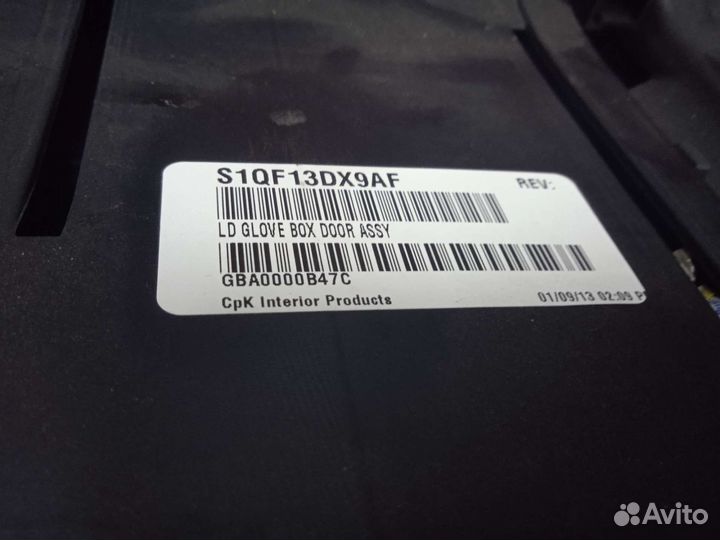 S1QF13DX9AF REV:
LD GLOVE BOX DOOR ASSY
GBA0000B47C
CpK Interior Products 01/09/13 02:09 P
Avito